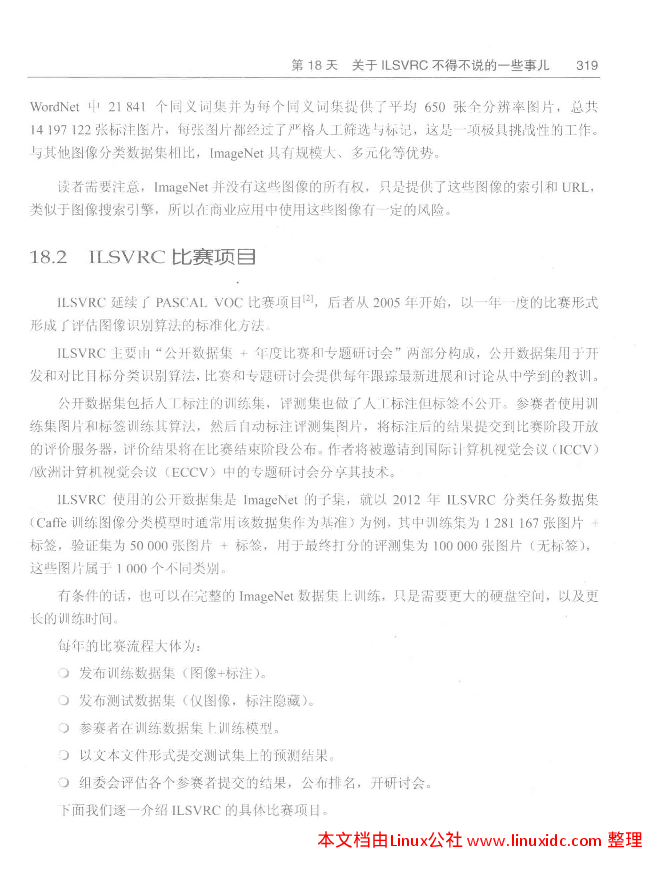 第 18 天 关于 ILSVRC 不得不说的一些事儿 319
WordNet 中 21 841 个同义词集并为每个同义词集提供了平均 650 张全分辨率图片，总共
14 197 122 张标注图片，每张图片都经过了严格人工筛选与标记，这是一项极具挑战性的工作。
与其他图像分类数据集相比，ImageNet 具有规模大、多元化等优势。
读者需要注意，ImageNet 并没有这些图像的所有权，只是提供了这些图像的索引和 URL，
类似于图像搜索引擎，所以在商业应用中使用这些图像有一定的风险。
18.2 ILSVRC 比赛项目
ILSVRC 延续了 PASCAL VOC 比赛项目[2]，后者从 2005 年开始，以一年一度的比赛形式
形成了评估图像识别算法的标准化方法。
ILSVRC 主要由“公开数据集 + 年度比赛和专题研讨会”两部分构成，公开数据集用于开
发和对比目标分类识别算法，比赛和专题研讨会提供每年跟踪最新进展和讨论从中学到的教训。
公开数据集包括人工标注的训练集，评测集也做了人工标注但标签不公开。参赛者使用训
练集图片和标签训练其算法，然后自动标注评测集图片，将标注后的结果提交到比赛阶段开放
的评价服务器，评价结果将在比赛结束阶段公布。作者将被邀请到国际计算机视觉会议（ICCV）
/欧洲计算机视觉会议（ECCV）中的专题研讨会分享其技术。
ILSVRC 使用的公开数据集是 ImageNet 的子集，就以 2012 年 ILSVRC 分类任务数据集
（Caffe 训练图像分类模型时通常用该数据集作为基准）为例，其中训练集为 1 281 167 张图片 +
标签，验证集为 50 000 张图片 + 标签，用于最终打分的评测集为 100 000 张图片（无标签），
这些图片属于 1 000 个不同类别。
有条件的话，也可以在完整的 ImageNet 数据集上训练，只是需要更大的硬盘空间，以及更
长的训练时间。
每年的比赛流程大体为：
❍ 发布训练数据集（图像+标注）。
❍ 发布测试数据集（仅图像，标注隐藏）。
❍ 参赛者在训练数据集上训练模型。
❍ 以文本文件形式提交测试集上的预测结果。
❍ 组委会评估各个参赛者提交的结果，公布排名，开研讨会。
下面我们逐一介绍 ILSVRC 的具体比赛项目。
本文档由Linux公社 www.linuxidc.com 整理